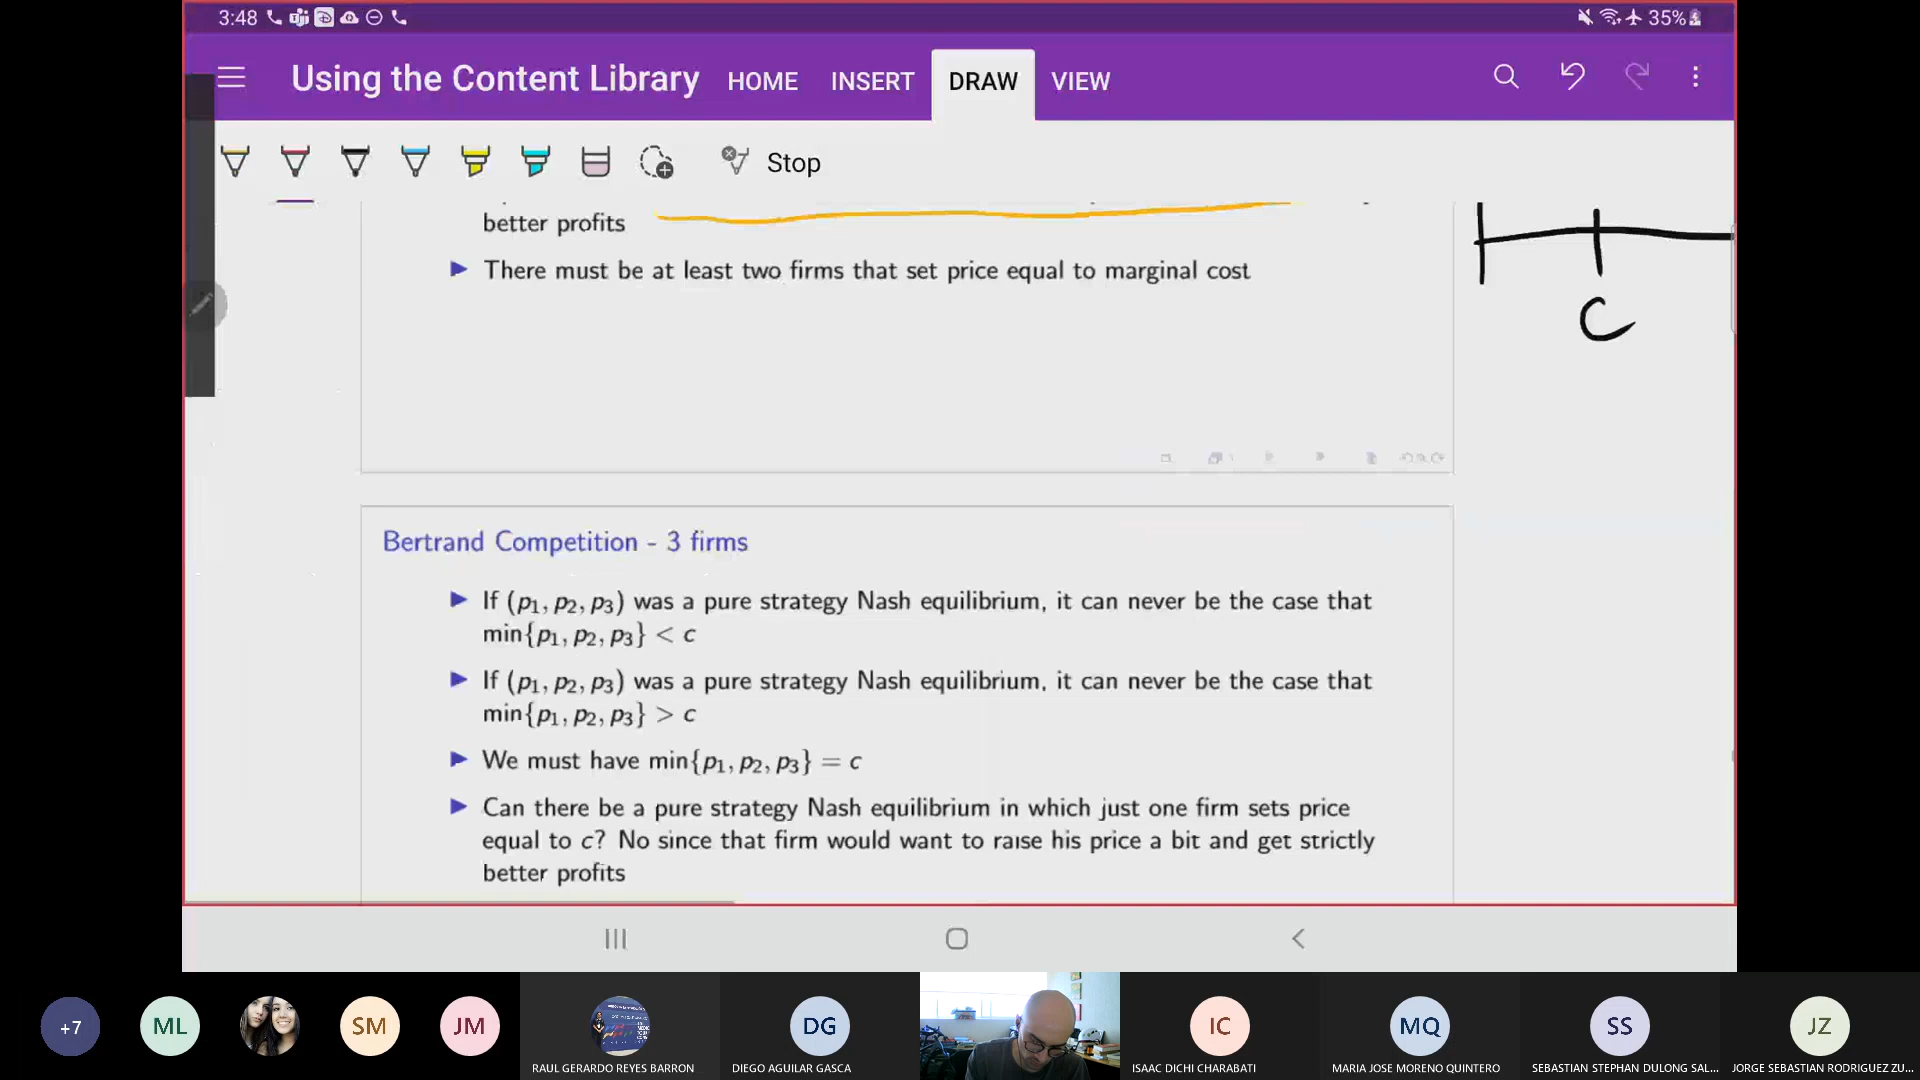 3:48
35%
Using the Content Library HOME INSERT DRAW VIEW
Stop
better profits
There must be at least two firms that set price equal to marginal cost
C
Bertrand Competition - 3 firms
If (p1, p2, p3) was a pure strategy Nash equilibrium, it can never be the case that
min{p1, p2, p3} < c
If (p1, p2, p3) was a pure strategy Nash equilibrium, it can never be the case that
min{p1, p2, p3} > c
We must have min{p1, p2, p3} = c
Can there be a pure strategy Nash equilibrium in which just one firm sets price
equal to c? No since that firm would want to raise his price a bit and get strictly
better profits
+7 ML SM JM DG IC MQ SS JZ
RAUL GERARDO REYES BARRON DIEGO AGUILAR GASCA ISAAC DICHI CHARABATI MARIA JOSE MORENO QUINTERO SEBASTIAN STEPHAN DULONG SAL... JORGE SEBASTIAN RODRIGUEZ ZU...